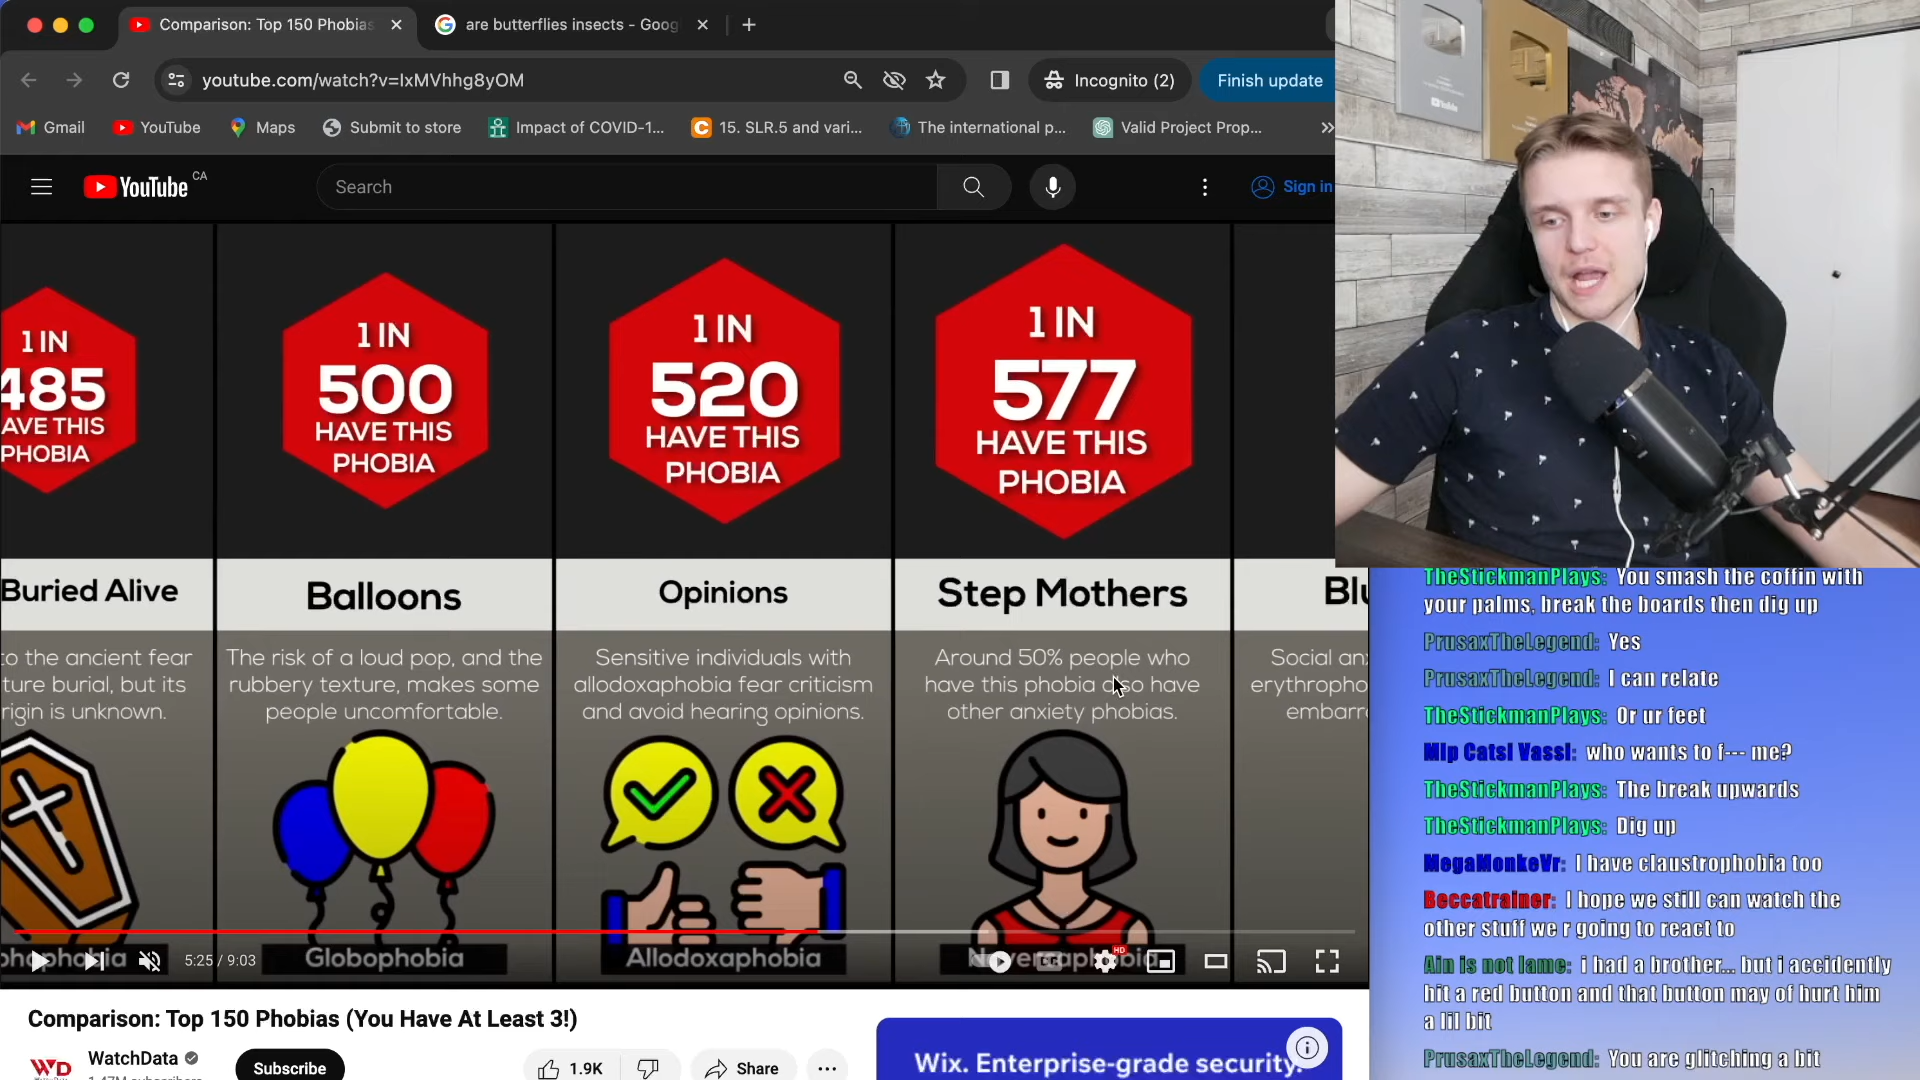 Comparison: Top 150 Phobias
are butterflies insects - Goog
youtube.com/watch?v=IxMVhhg8yOM
Incognito (2)
Finish update
Gmail
YouTube
Maps
Submit to store
Impact of COVID-1...
15. SLR.5 and vari...
The international p...
Valid Project Prop...
YouTube CA
Search
Sign in
1 IN
485
AVE THIS
PHOBIA
1 IN
500
HAVE THIS
PHOBIA
1 IN
520
HAVE THIS
PHOBIA
1 IN
577
HAVE THIS
PHOBIA
Buried Alive
Balloons
Opinions
Step Mothers
Blu
o the ancient fear
ture burial, but its
rigin is unknown.
The risk of a loud pop, and the
rubbery texture, makes some
people uncomfortable.
Sensitive individuals with
allodoxaphobia fear criticism
and avoid hearing opinions.
Around 50% people who
have this phobia also have
other anxiety phobias.
Social anx
erythropho
embarra
Globophobia
Allodoxaphobia
5:25 / 9:03
HD
Comparison: Top 150 Phobias (You Have At Least 3!)
WD
WatchData
1.47M subscribers
Subscribe
1.9K
Share
Wix. Enterprise-grade security.
TheStickmanPlays: You smash the coffin with
your palms, break the boards then dig up
PrusaxTheLegend: Yes
PrusaxTheLegend: I can relate
TheStickmanPlays: Or ur feet
Mlp Catsl Vassl: who wants to f--- me?
TheStickmanPlays: The break upwards
TheStickmanPlays: Dig up
MegaMonkeVr: I have claustrophobia too
Beccatrainer: I hope we still can watch the
other stuff we r going to react to
Ain is not lame: i had a brother... but i accidently
hit a red button and that button may of hurt him
a lil bit
PrusaxTheLegend: You are glitching a bit